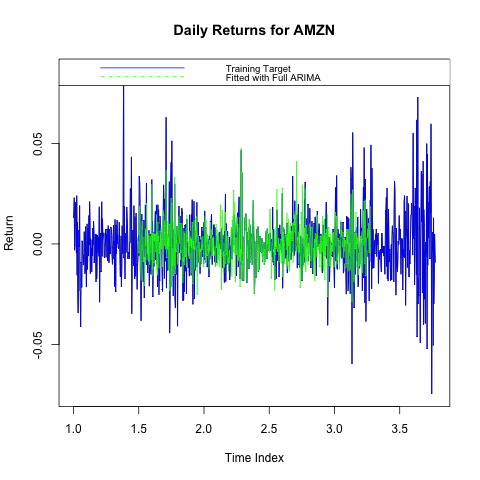 Daily Returns for AMZN
Training Target
Fitted with Full ARIMA
0.05
0.00
-0.05
Return
1.0 1.5 2.0 2.5 3.0 3.5
Time Index